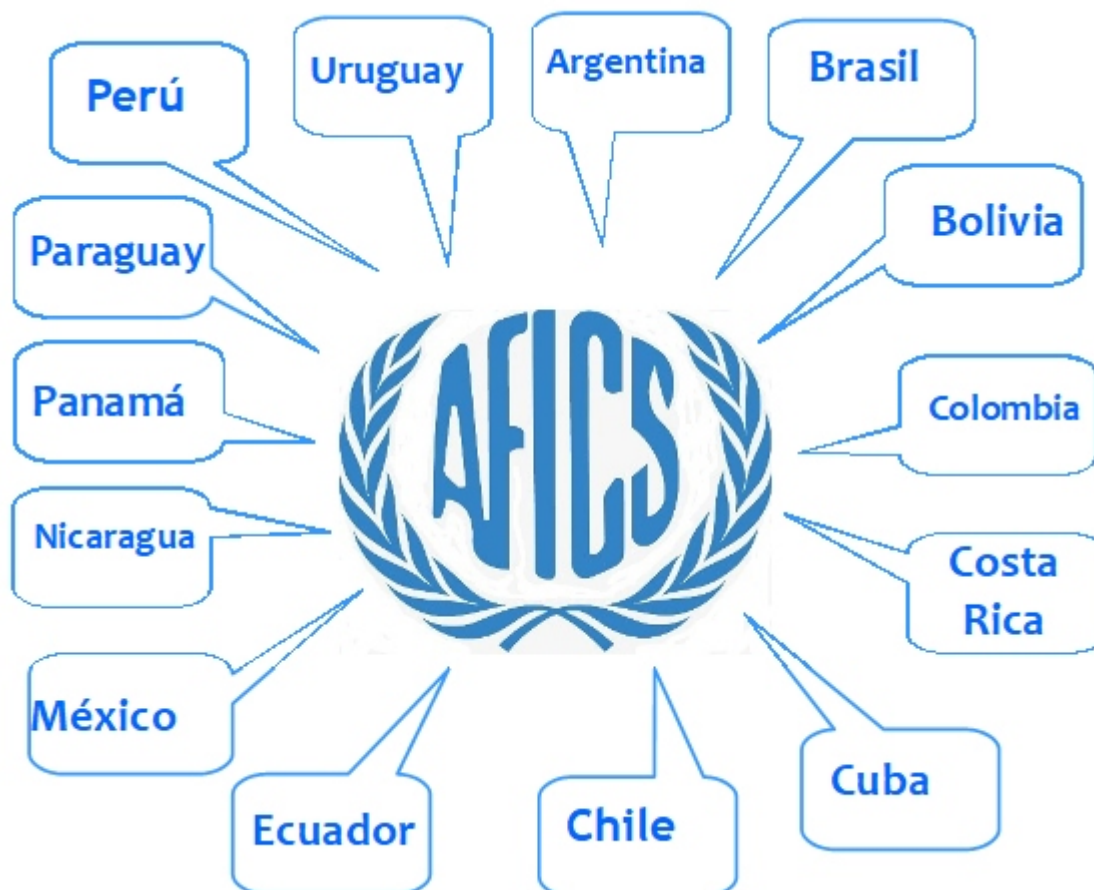 Perú
Uruguay
Argentina
Brasil
Paraguay
Bolivia
Panamá
AFICS
Colombia
Nicaragua
Costa
Rica
México
Cuba
Ecuador
Chile